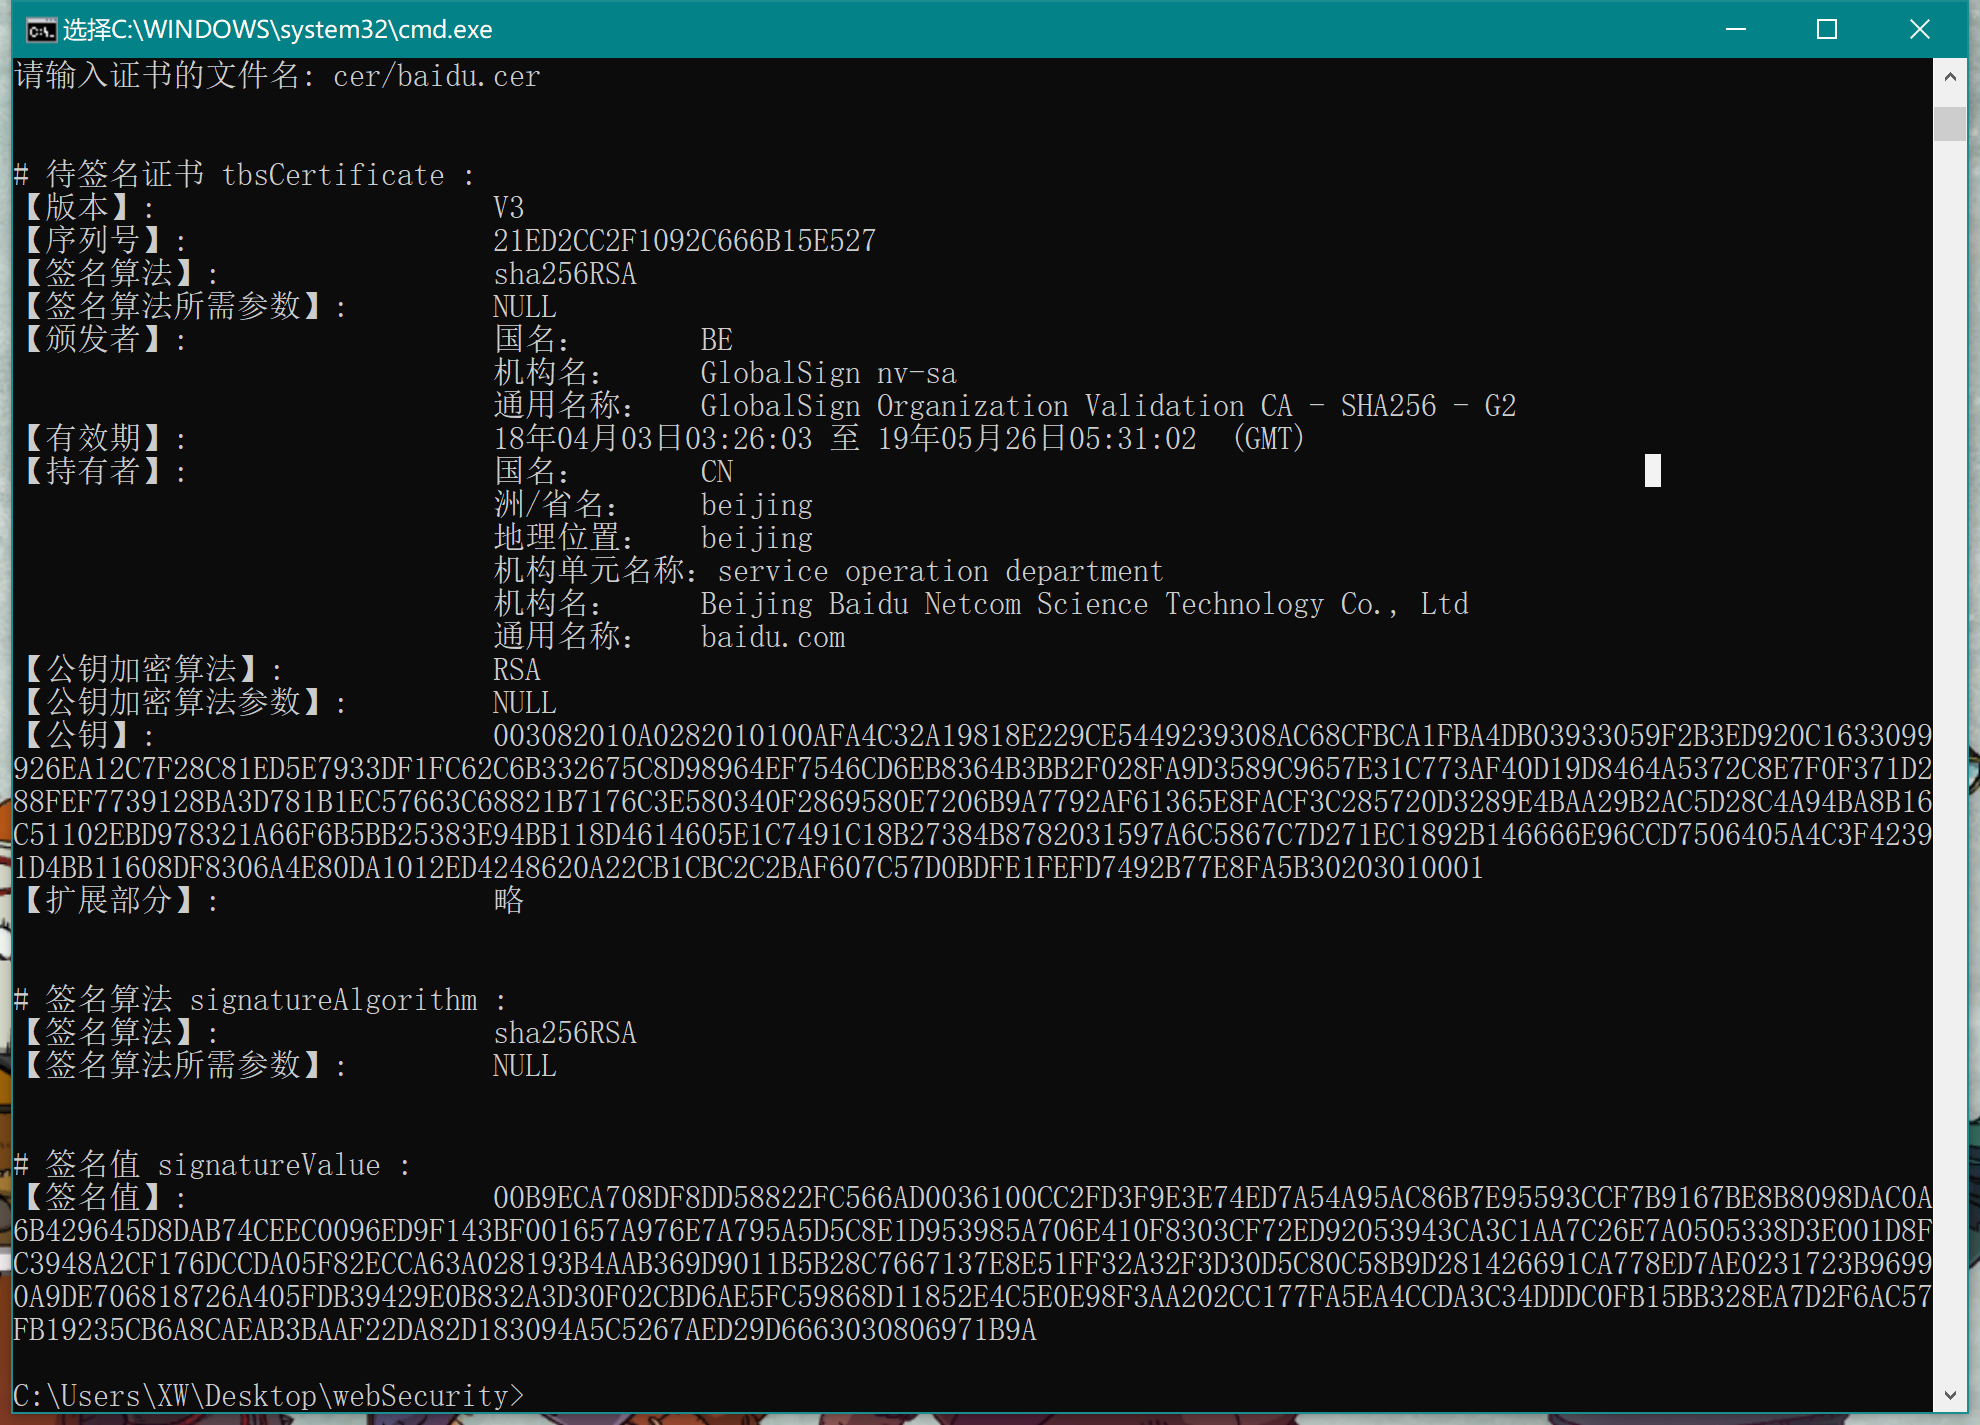 选择C:\WINDOWS\system32\cmd.exe
请输入证书的文件名: cer/baidu.cer
# 待签名证书 tbsCertificate :
【版本】: V3
【序列号】: 21ED2CC2F1092C666B15E527
【签名算法】: sha256RSA
【签名算法所需参数】: NULL
【颁发者】: 国名: BE
机构名: GlobalSign nv-sa
通用名称: GlobalSign Organization Validation CA - SHA256 - G2
【有效期】: 18年04月03日03:26:03 至 19年05月26日05:31:02 (GMT)
【持有者】: 国名: CN
洲/省名: beijing
地理位置: beijing
机构单元名称: service operation department
机构名: Beijing Baidu Netcom Science Technology Co., Ltd
通用名称: baidu.com
【公钥加密算法】: RSA
【公钥加密算法参数】: NULL
【公钥】: 003082010A0282010100AFA4C32A19818E229CE5449239308AC68CFBCA1FBA4DB03933059F2B3ED920C1633099
926EA12C7F28C81ED5E7933DF1FC62C6B332675C8D98964EF7546CD6EB8364B3BB2F028FA9D3589C9657E31C773AF40D19D8464A5372C8E7F0F371D2
88FEF7739128BA3D781B1EC57663C68821B7176C3E580340F2869580E7206B9A7792AF61365E8FACF3C285720D3289E4BAA29B2AC5D28C4A94BA8B16
C51102EBD978321A66F6B5BB25383E94BB118D4614605E1C7491C18B27384B8782031597A6C5867C7D271EC1892B146666E96CCD7506405A4C3F4239
1D4BB11608DF8306A4E80DA1012ED4248620A22CB1CBC2C2BAF607C57D0BDFE1FEFD7492B77E8FA5B30203010001
【扩展部分】: 略
# 签名算法 signatureAlgorithm :
【签名算法】: sha256RSA
【签名算法所需参数】: NULL
# 签名值 signatureValue :
【签名值】: 00B9ECA708DF8DD58822FC566AD0036100CC2FD3F9E3E74ED7A54A95AC86B7E95593CCF7B9167BE8B8098DAC0A
6B429645D8DAB74CEEC0096ED9F143BF001657A976E7A795A5D5C8E1D953985A706E410F8303CF72ED92053943CA3C1AA7C26E7A0505338D3E001D8F
C3948A2CF176DCCDA05F82ECCA63A028193B4AAB369D9011B5B28C7667137E8E51FF32A32F3D30D5C80C58B9D281426691CA778ED7AE0231723B9699
0A9DE706818726A405FDB39429E0B832A3D30F02CBD6AE5FC59868D11852E4C5E0E98F3AA202CC177FA5EA4CCDA3C34DDDC0FB15BB328EA7D2F6AC57
FB19235CB6A8CAEAB3BAAF22DA82D183094A5C5267AED29D6663030806971B9A
C:\Users\XW\Desktop\webSecurity>